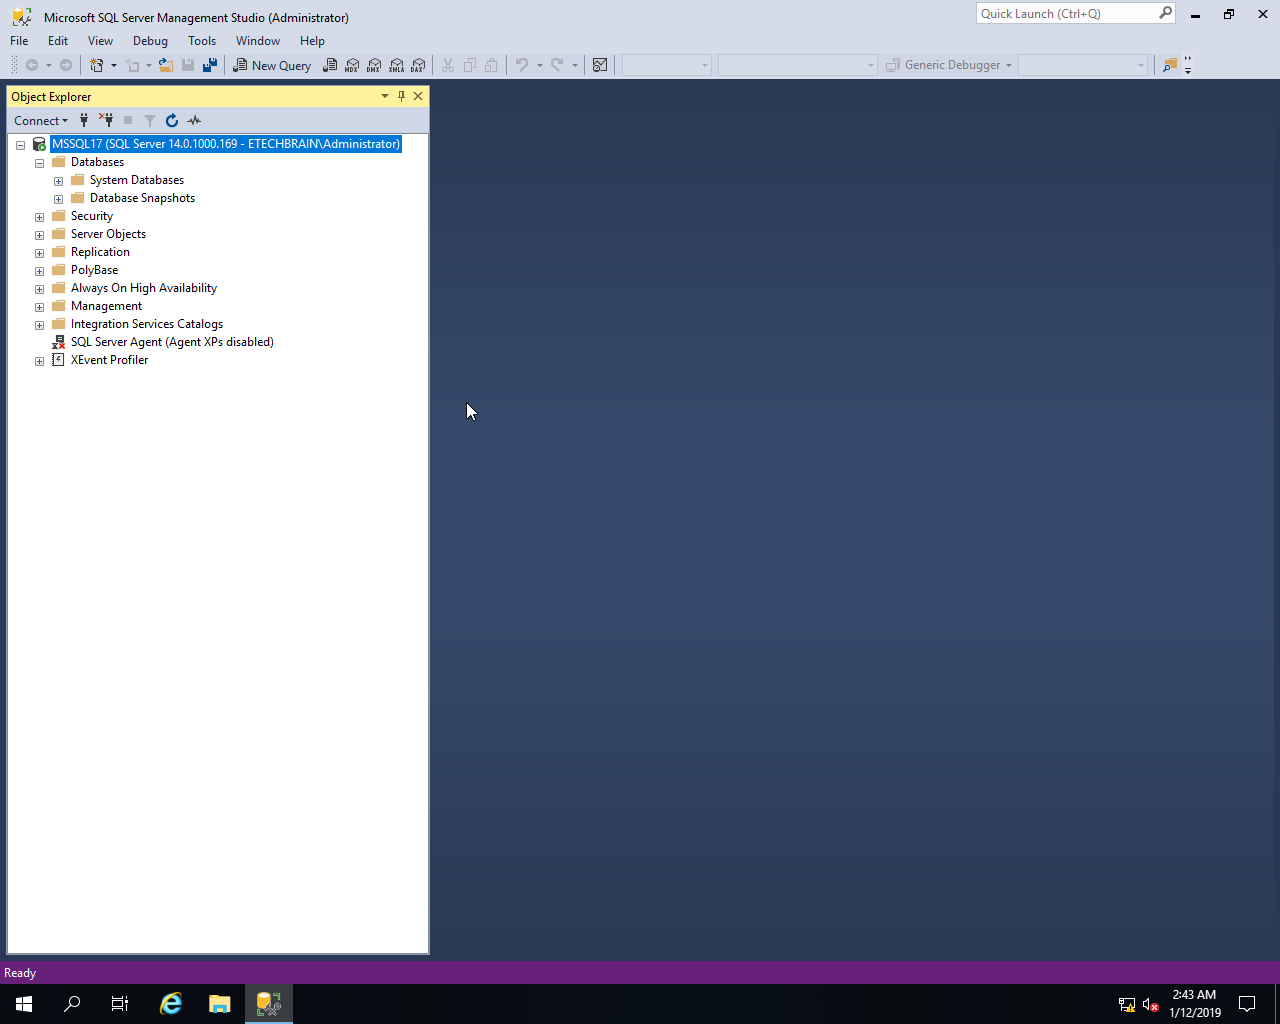 Microsoft SQL Server Management Studio (Administrator)
Quick Launch (Ctrl+Q)
File Edit View Debug Tools Window Help
New Query MDX DMX XMLA DAX Generic Debugger
Object Explorer
Connect
MSSQL17 (SQL Server 14.0.1000.169 - ETECHBRAIN\Administrator)
Databases
System Databases
Database Snapshots
Security
Server Objects
Replication
PolyBase
Always On High Availability
Management
Integration Services Catalogs
SQL Server Agent (Agent XPs disabled)
XEvent Profiler
Ready
2:43 AM
1/12/2019